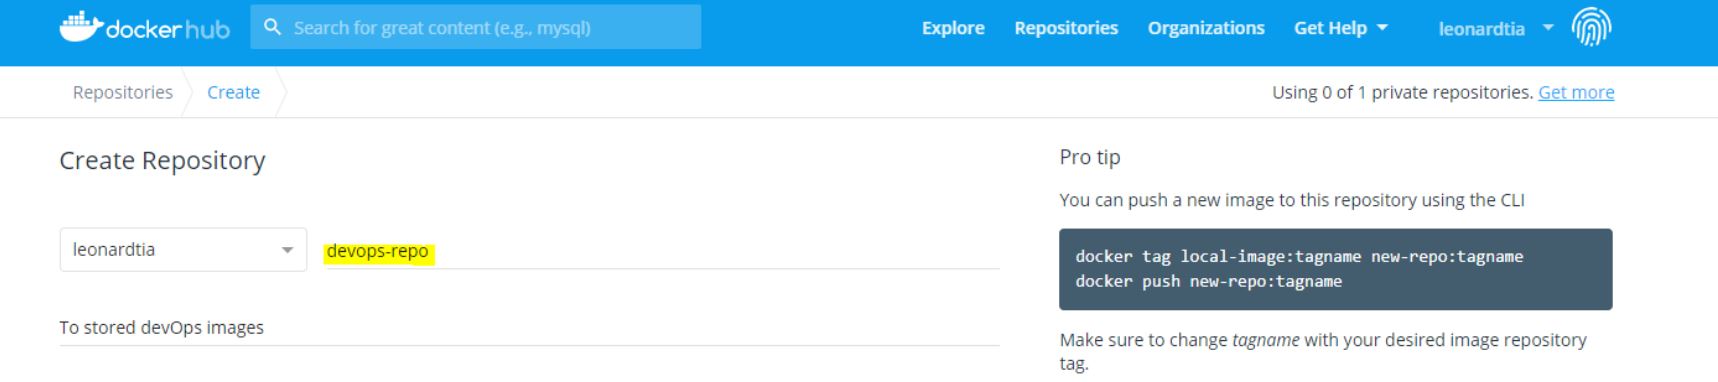 dockerhub Search for great content (e.g., mysql) Explore Repositories Organizations Get Help leonardtia
Repositories Create Using 0 of 1 private repositories. Get more
Create Repository
leonardtia devops-repo
To stored devOps images
Pro tip
You can push a new image to this repository using the CLI
docker tag local-image:tagname new-repo:tagname
docker push new-repo:tagname
Make sure to change tagname with your desired image repository
tag.